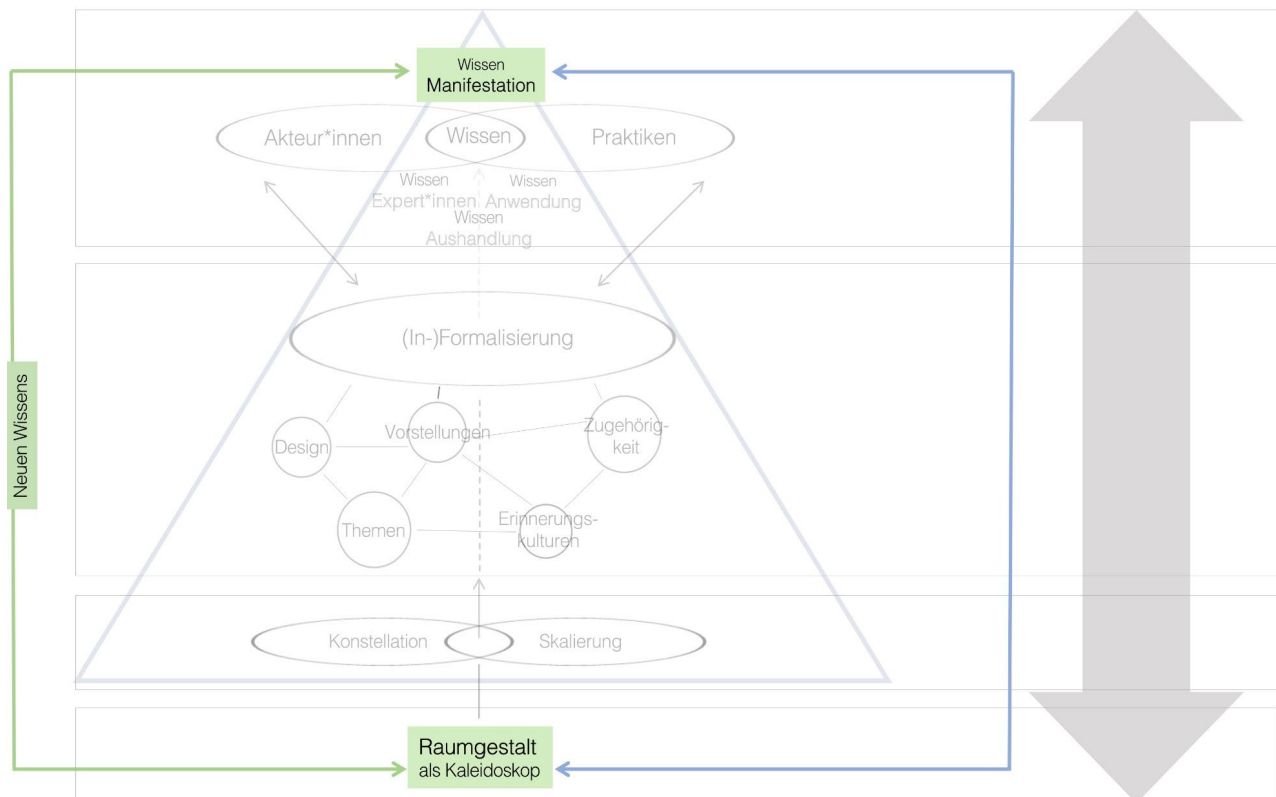 Wissen
Manifestation
Akteur*innen
Wissen
Praktiken
Wissen
Expert*innen
Wissen
Anwendung
Wissen
Aushandlung
(In-)Formalisierung
Neuen Wissens
Design
Vorstellungen
Zugehörig-
keit
Themen
Erinnerungs-
kulturen
Konstellation
Skalierung
Raumgestalt
als Kaleidoskop